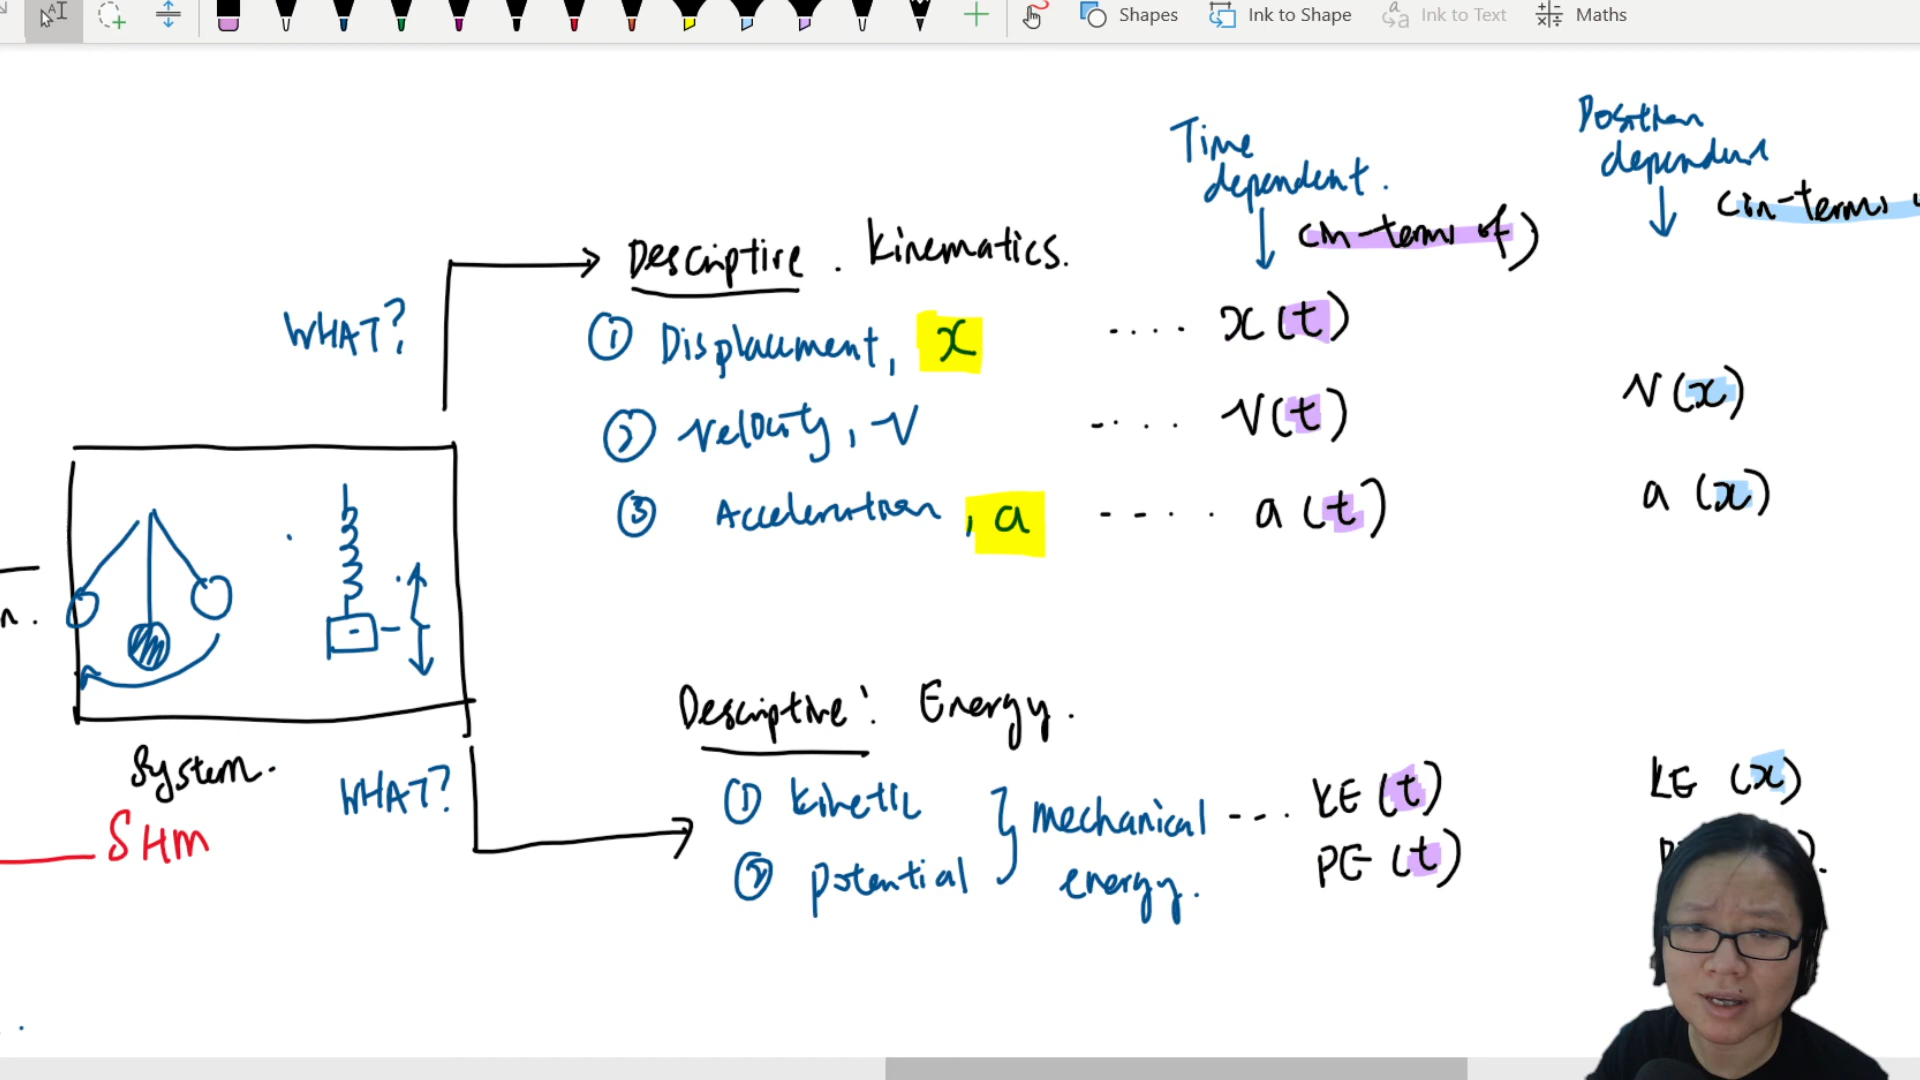 Shapes
Ink to Shape
Ink to Text
Maths
Time dependent.
(in-terms of)
Position dependent
(in-terms
WHAT?
Descriptive. Kinematics.
① Displacement, x .... x(t)
② Velocity, v .... v(t) v(x)
③ Acceleration, a .... a(t) a(x)
n.
System.
SHM
WHAT?
Descriptive: Energy.
① kinetic
② potential
} mechanical energy.
... KE(t) KE(x)
PE(t)